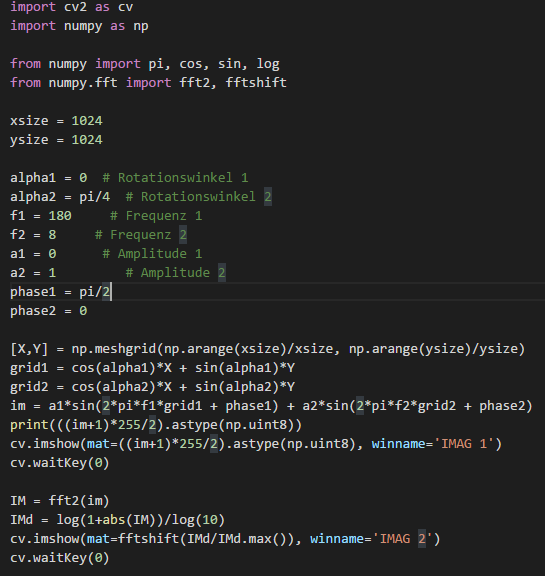 import cv2 as cv
import numpy as np

from numpy import pi, cos, sin, log
from numpy.fft import fft2, fftshift

xsize = 1024
ysize = 1024

alpha1 = 0  # Rotationswinkel 1
alpha2 = pi/4  # Rotationswinkel 2
f1 = 180     # Frequenz 1
f2 = 8     # Frequenz 2
a1 = 0      # Amplitude 1
a2 = 1         # Amplitude 2
phase1 = pi/2
phase2 = 0

[X,Y] = np.meshgrid(np.arange(xsize)/xsize, np.arange(ysize)/ysize)
grid1 = cos(alpha1)*X + sin(alpha1)*Y
grid2 = cos(alpha2)*X + sin(alpha2)*Y
im = a1*sin(2*pi*f1*grid1 + phase1) + a2*sin(2*pi*f2*grid2 + phase2)
print(((im+1)*255/2).astype(np.uint8))
cv.imshow(mat=((im+1)*255/2).astype(np.uint8), winname='IMAG 1')
cv.waitKey(0)

IM = fft2(im)
IMd = log(1+abs(IM))/log(10)
cv.imshow(mat=fftshift(IMd/IMd.max()), winname='IMAG 2')
cv.waitKey(0)